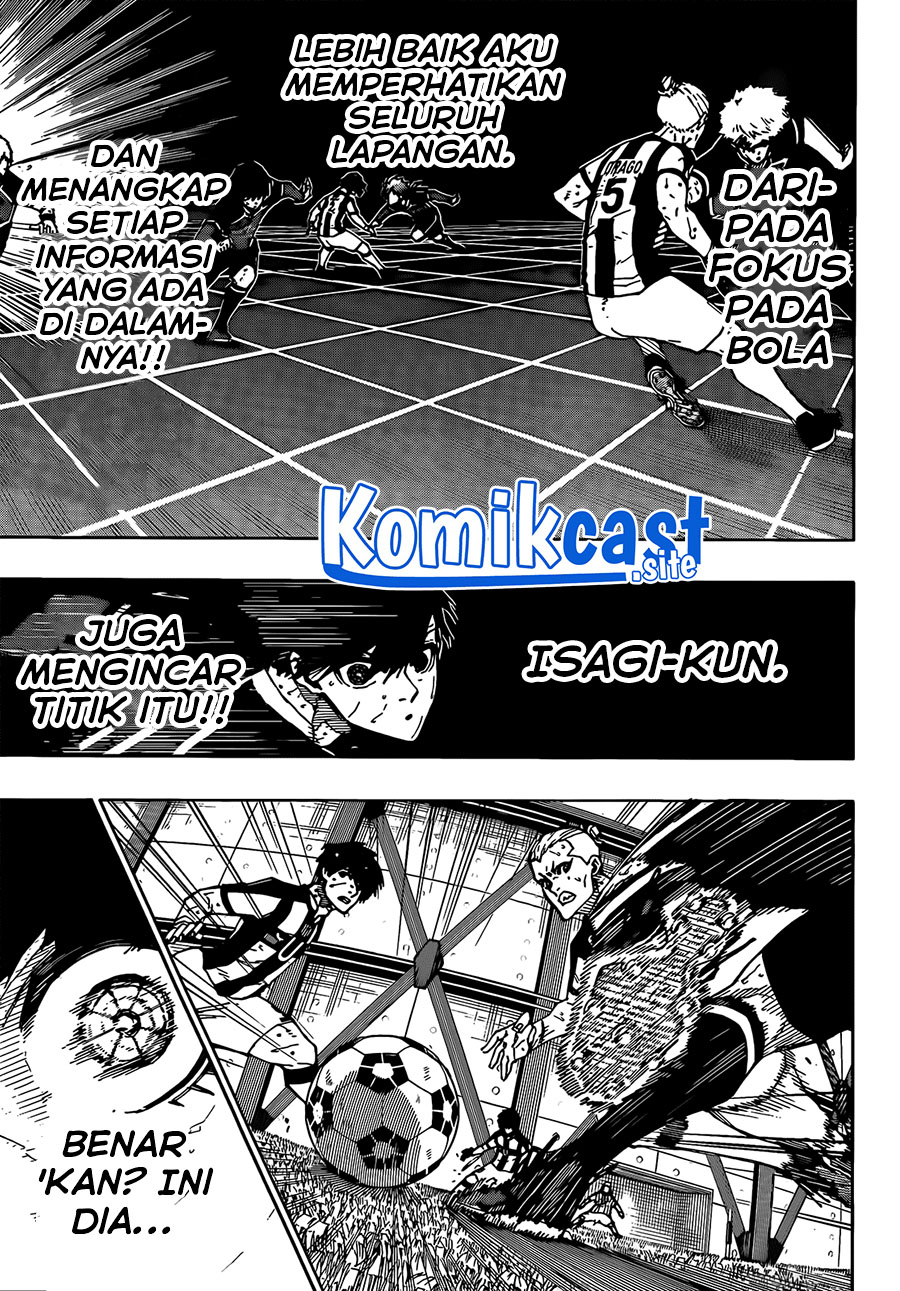 DARI-
PADA
FOKUS
PADA
BOLA
LEBIH BAIK AKU
MEMPERHATIKAN
SELURUH
LAPANGAN.
DAN
MENANGKAP
SETIAP
INFORMASI
YANG ADA
DI DALAM-
NYA!!
5
Komikcast
.site
ISAGI-KUN.
JUGA
MENGINCAR
TITIK ITU!!
BENAR
'KAN? INI
DIA...